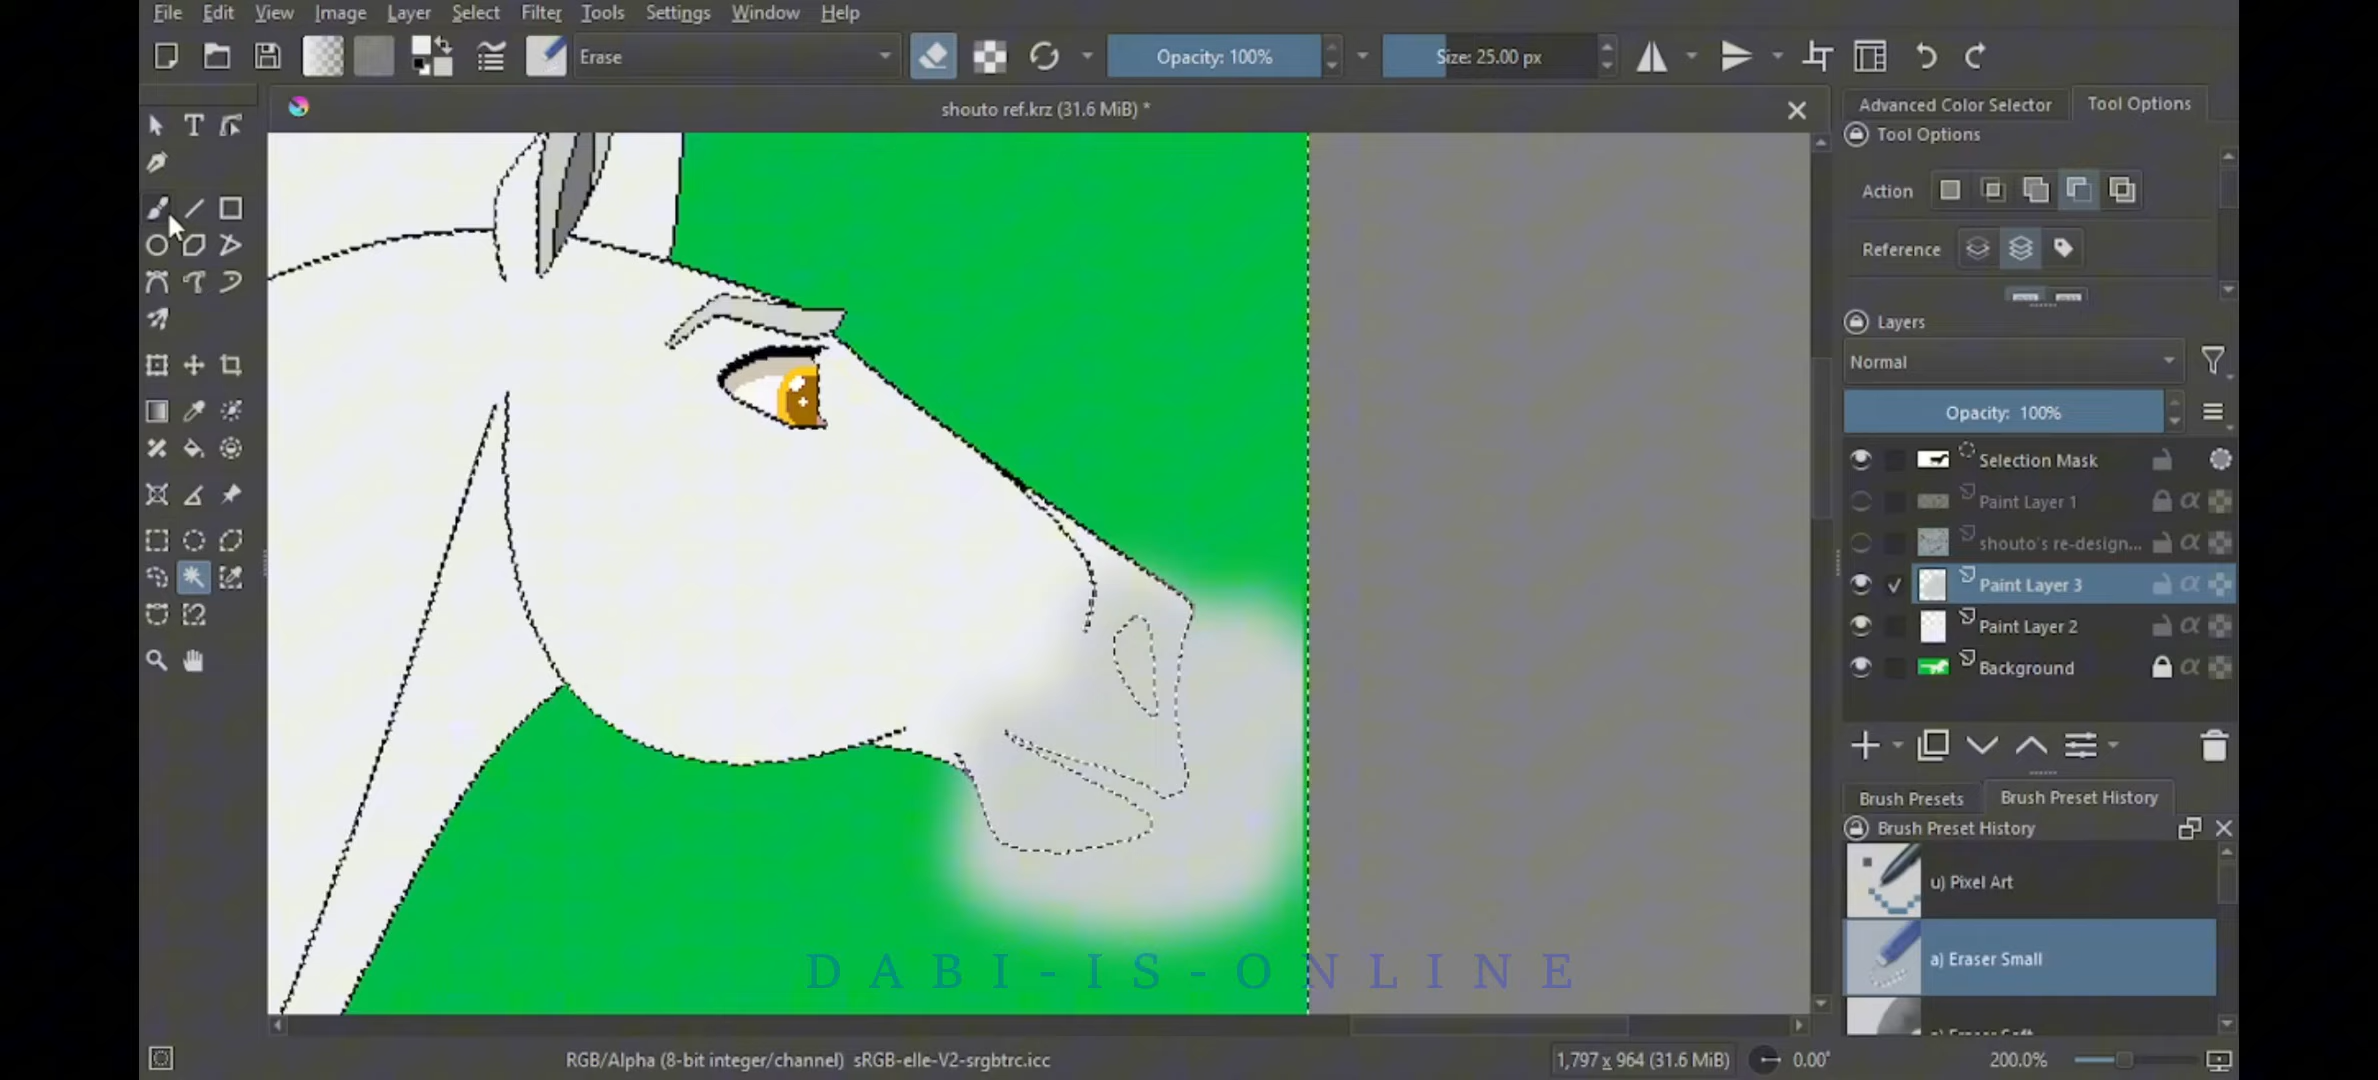 File Edit View Image Layer Select Filter Tools Settings Window Help
Erase Opacity: 100% Size: 25.00 px
shouto ref.krz (31.6 MiB) *
Advanced Color Selector Tool Options
Tool Options
Action
Reference
Layers
Normal
Opacity: 100%
Selection Mask
Paint Layer 1
shouto's re-design...
Paint Layer 3
Paint Layer 2
Background
Brush Presets Brush Preset History
Brush Preset History
u) Pixel Art
a) Eraser Small
DABI-IS-ONLINE
RGB/Alpha (8-bit integer/channel) sRGB-elle-V2-srgbtrc.icc 1,797 x 964 (31.6 MiB) 0.00° 200.0%